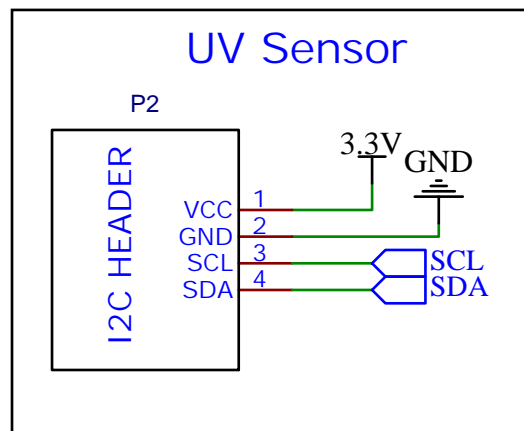 UV Sensor
P2
I2C HEADER
3.3V
GND
VCC 1
GND 2
SCL 3
SDA 4
SCL
SDA